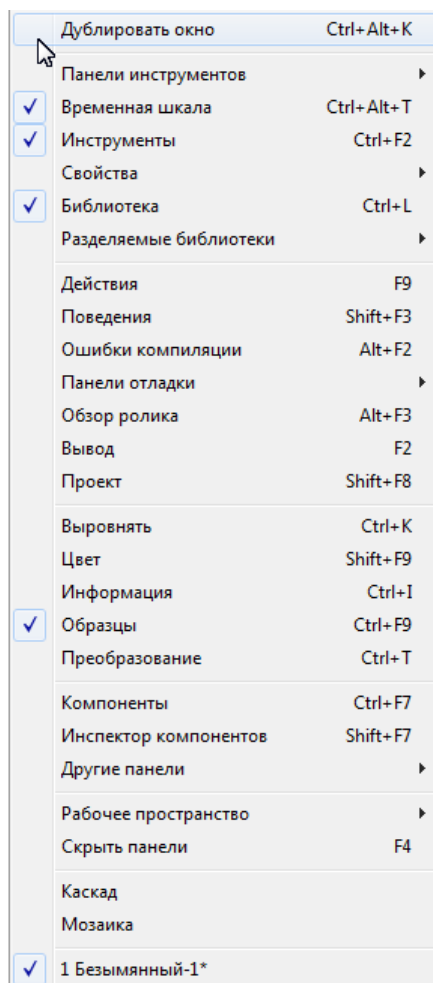 Дублировать окно Ctrl+Alt+K
Панели инструментов
Временная шкала Ctrl+Alt+T
Инструменты Ctrl+F2
Свойства
Библиотека Ctrl+L
Разделяемые библиотеки
Действия F9
Поведения Shift+F3
Ошибки компиляции Alt+F2
Панели отладки
Обзор ролика Alt+F3
Вывод F2
Проект Shift+F8
Выровнять Ctrl+K
Цвет Shift+F9
Информация Ctrl+I
Образцы Ctrl+F9
Преобразование Ctrl+T
Компоненты Ctrl+F7
Инспектор компонентов Shift+F7
Другие панели
Рабочее пространство
Скрыть панели F4
Каскад
Мозаика
1 Безымянный-1*